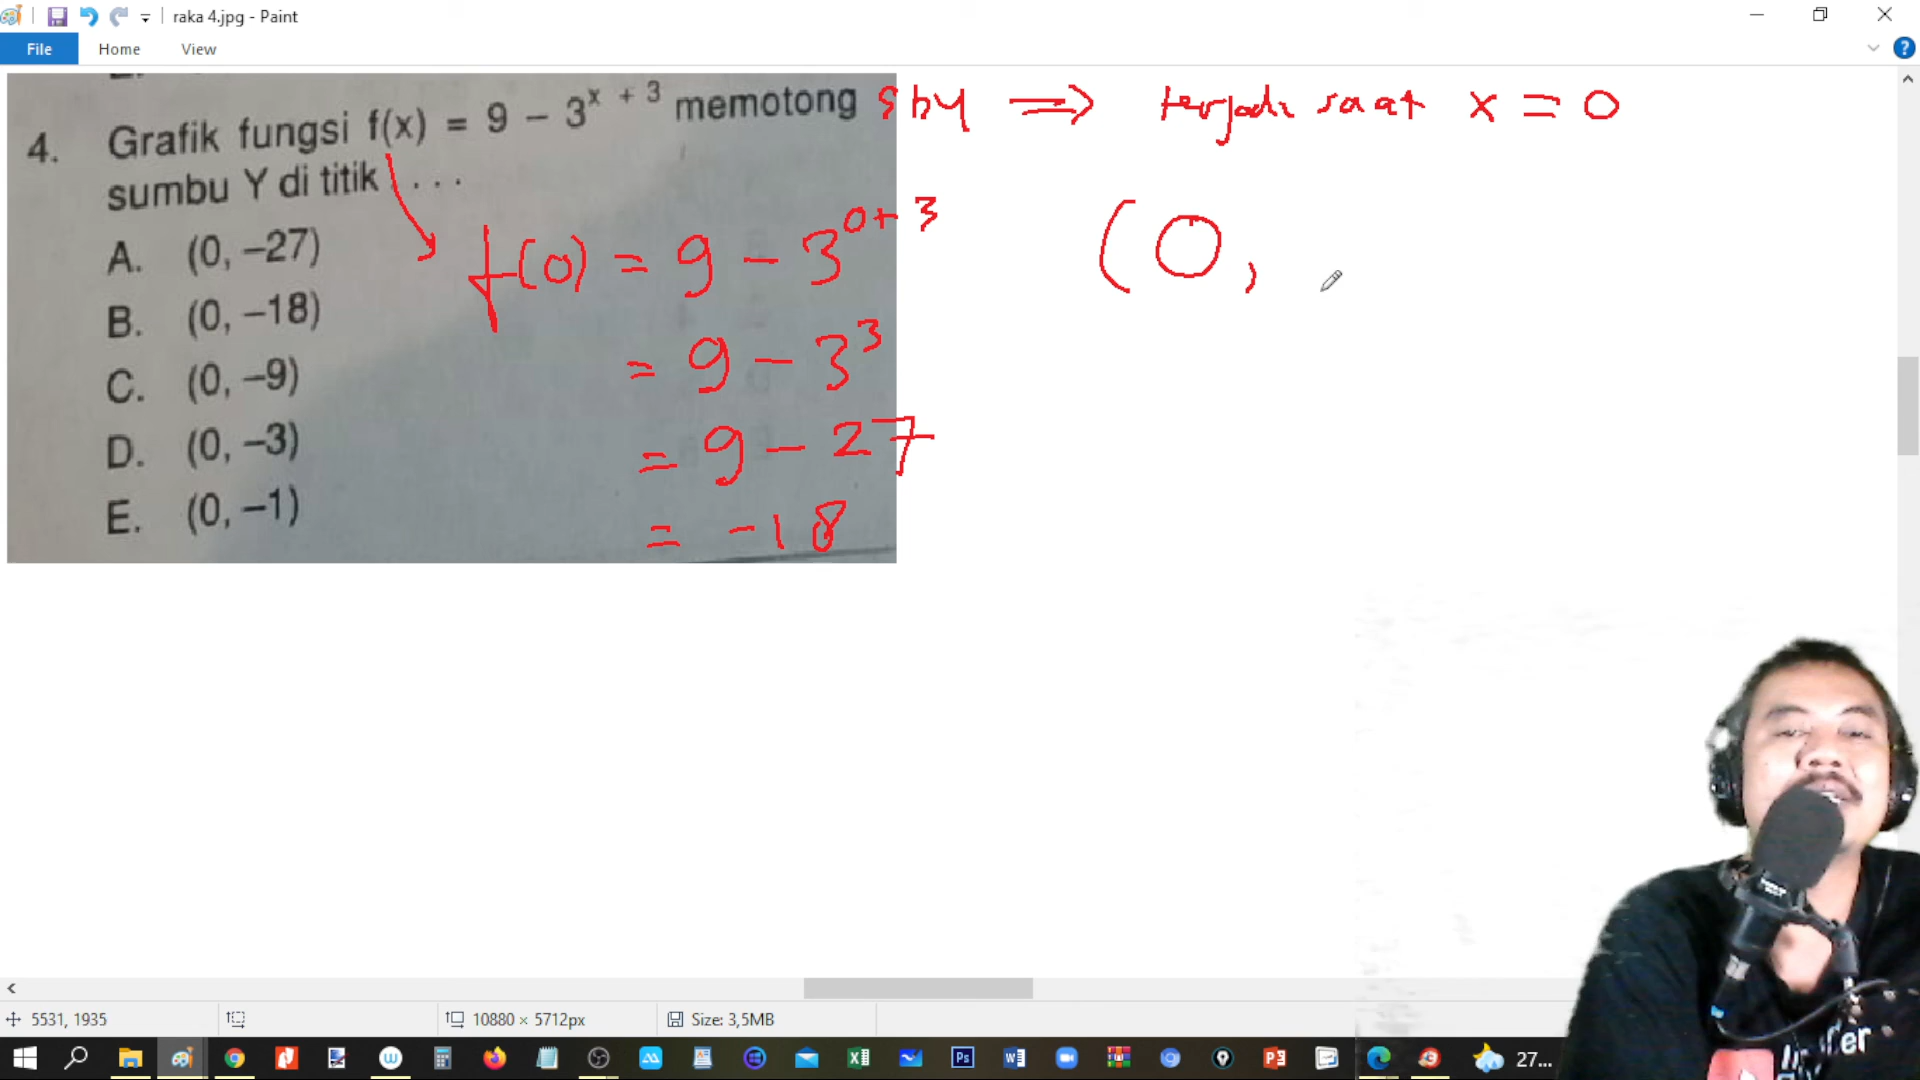 raka 4.jpg - Paint
File Home View
4. Grafik fungsi f(x) = 9 − 3^(x + 3) memotong
sumbu Y di titik . . .
A. (0, −27)
B. (0, −18)
C. (0, −9)
D. (0, −3)
E. (0, −1)
sby ⇒ terjadi saat x = 0
f(0) = 9 − 3^(0+3)
= 9 − 3^3
= 9 − 27
= −18
(0,
5531, 1935
10880 × 5712px
Size: 3,5MB
27...